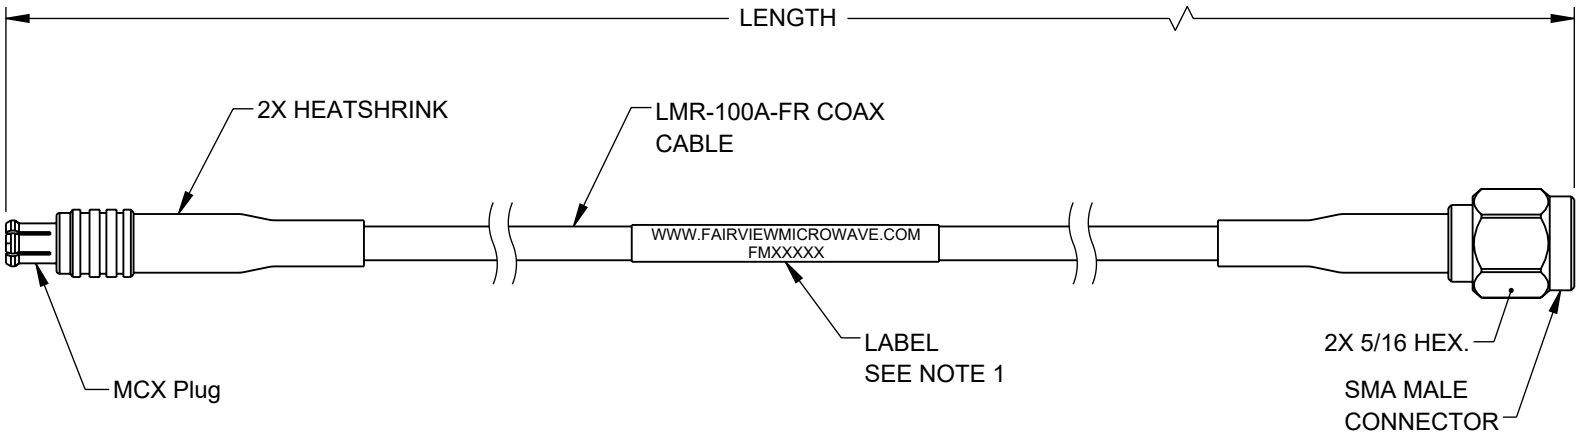 LENGTH
2X HEATSHRINK
LMR-100A-FR COAX
CABLE
WWW.FAIRVIEWMICROWAVE.COM
FMXXXXX
LABEL
SEE NOTE 1
2X 5/16 HEX.
MCX Plug
SMA MALE
CONNECTOR